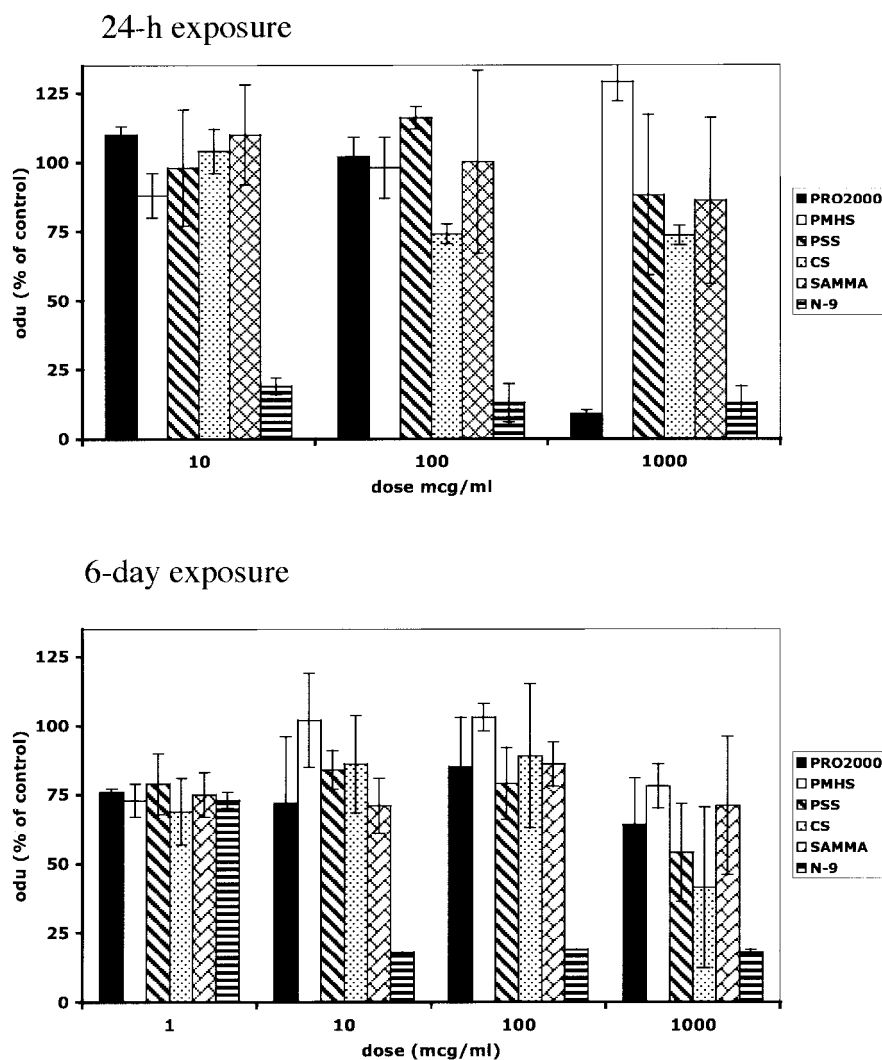 24-h exposure
odu (% of control)
125
100
75
50
25
0
10 100 1000
dose mcg/ml
PRO2000
PMHS
PSS
CS
SAMMA
N-9
6-day exposure
odu (% of control)
125
100
75
50
25
0
1 10 100 1000
dose (mcg/ml)
PRO2000
PMHS
PSS
CS
SAMMA
N-9